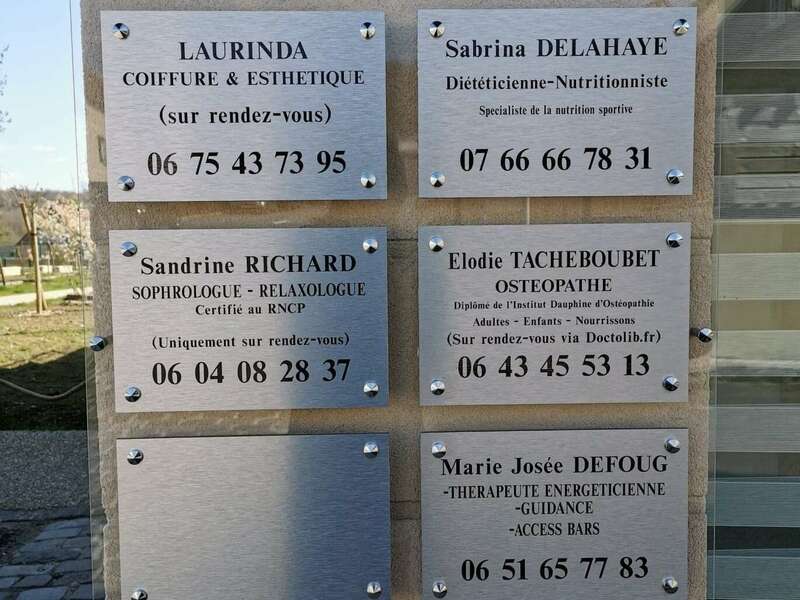 LAURINDA
COIFFURE & ESTHETIQUE
(sur rendez-vous)
06 75 43 73 95
Sabrina DELAHAYE
Diététicienne-Nutritionniste
Specialiste de la nutrition sportive
07 66 66 78 31
Sandrine RICHARD
SOPHROLOGUE - RELAXOLOGUE
Certifié au RNCP
(Uniquement sur rendez-vous)
06 04 08 28 37
Elodie TACHEBOUBET
OSTEOPATHE
Diplômé de l'Institut Dauphine d'Ostéopathie
Adultes - Enfants - Nourrissons
(Sur rendez-vous via Doctolib.fr)
06 43 45 53 13
Marie Josée DEFOUG
-THERAPEUTE ENERGETICIENNE
-GUIDANCE
-ACCESS BARS
06 51 65 77 83